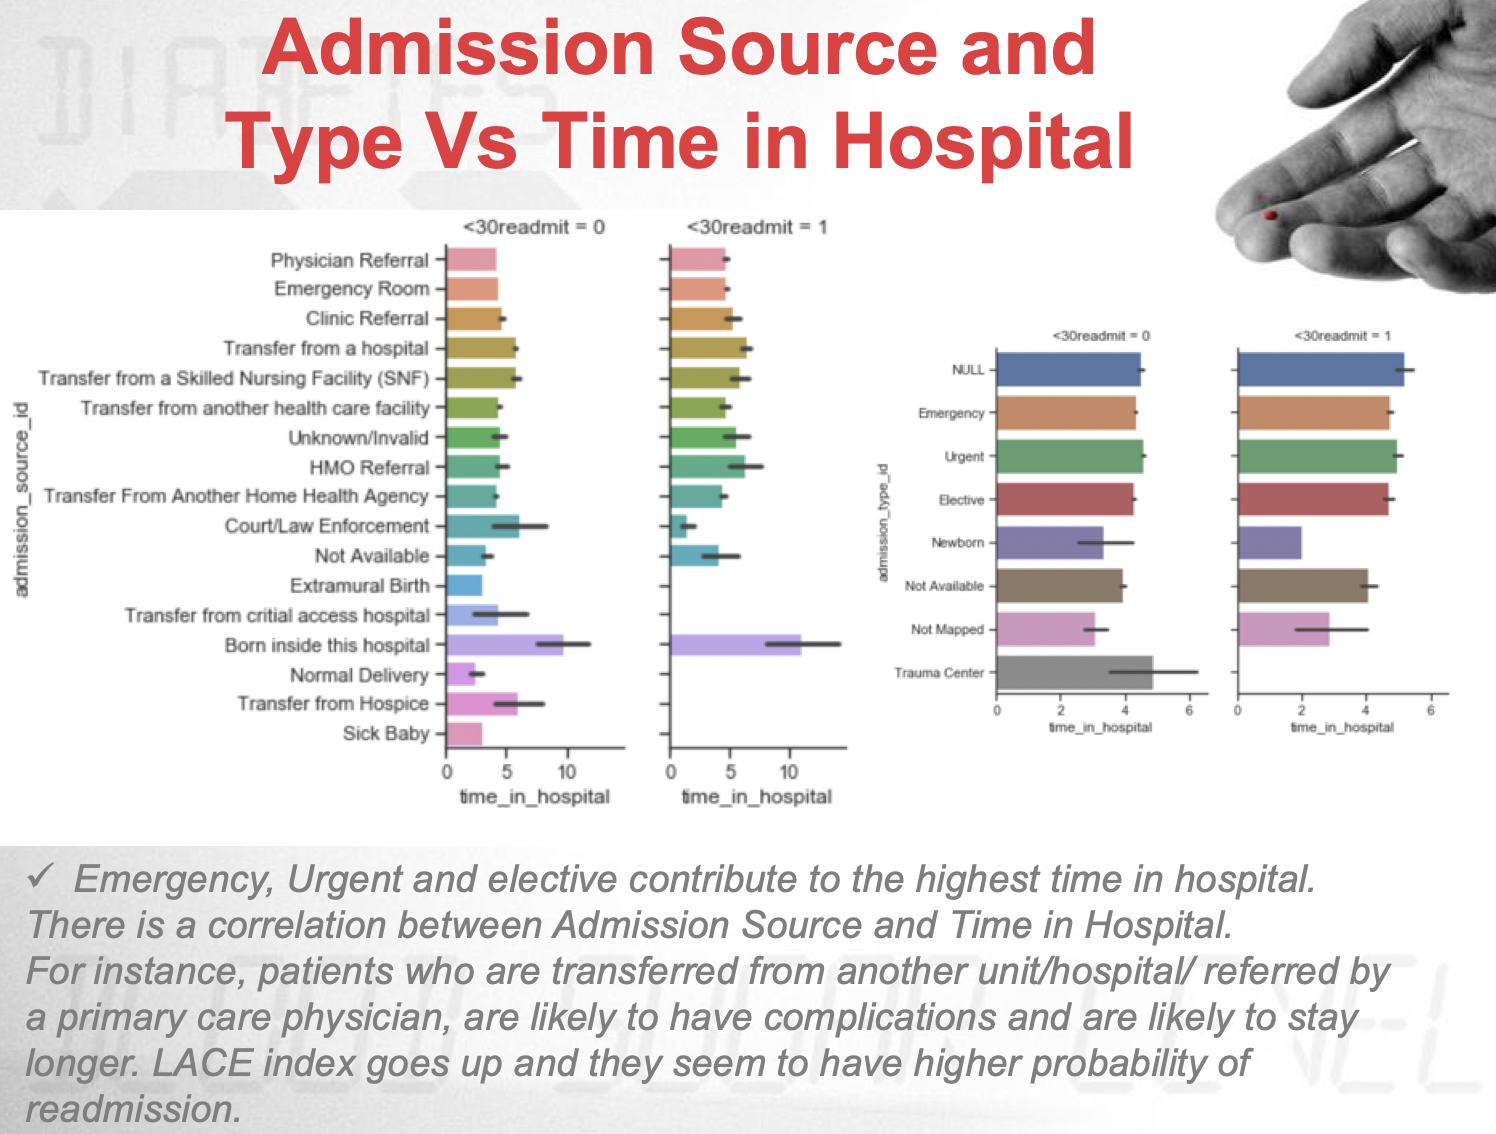 Admission Source and
Type Vs Time in Hospital
DIABETES
<30readmit = 0
<30readmit = 1
Physician Referral
Emergency Room
Clinic Referral
Transfer from a hospital
Transfer from a Skilled Nursing Facility (SNF)
Transfer from another health care facility
Unknown/Invalid
HMO Referral
Transfer From Another Home Health Agency
Court/Law Enforcement
Not Available
Extramural Birth
Transfer from critial access hospital
Born inside this hospital
Normal Delivery
Transfer from Hospice
Sick Baby
admission_source_id
0 5 10
time_in_hospital
0 5 10
time_in_hospital
<30readmit = 0
<30readmit = 1
NULL
Emergency
Urgent
Elective
Newborn
Not Available
Not Mapped
Trauma Center
admission_type_id
0 2 4 6
time_in_hospital
0 2 4 6
time_in_hospital
✓ Emergency, Urgent and elective contribute to the highest time in hospital.
There is a correlation between Admission Source and Time in Hospital.
For instance, patients who are transferred from another unit/hospital/ referred by
a primary care physician, are likely to have complications and are likely to stay
longer. LACE index goes up and they seem to have higher probability of
readmission.